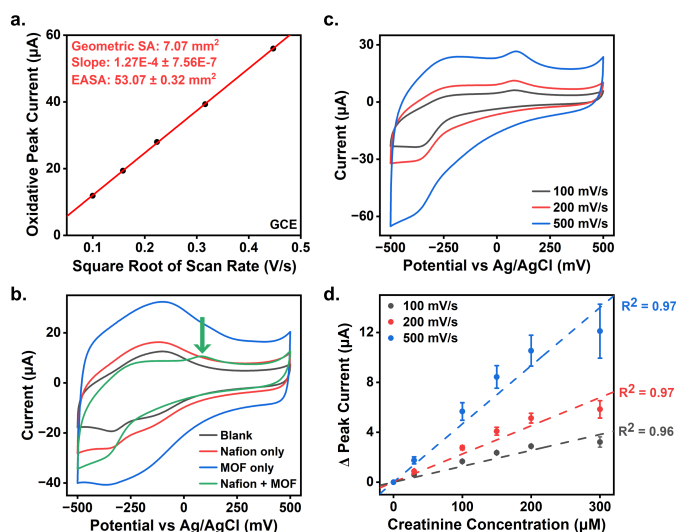 a.
60
40
20
0
0.1
0.2
0.3
0.4
0.5
Oxidative Peak Current (μA)
Square Root of Scan Rate (V/s)
Geometric SA: 7.07 mm²
Slope: 1.27E-4 ± 7.56E-7
EASA: 53.07 ± 0.32 mm²
GCE
c.
30
0
−30
−60
−500
−250
0
250
500
Current (μA)
Potential vs Ag/AgCl (mV)
100 mV/s
200 mV/s
500 mV/s
b.
20
0
−20
−40
−500
−250
0
250
500
Current (μA)
Potential vs Ag/AgCl (mV)
Blank
Nafion only
MOF only
Nafion + MOF
d.
12
8
4
0
0
100
200
300
Δ Peak Current (μA)
Creatinine Concentration (μM)
100 mV/s
200 mV/s
500 mV/s
R² = 0.97
R² = 0.97
R² = 0.96